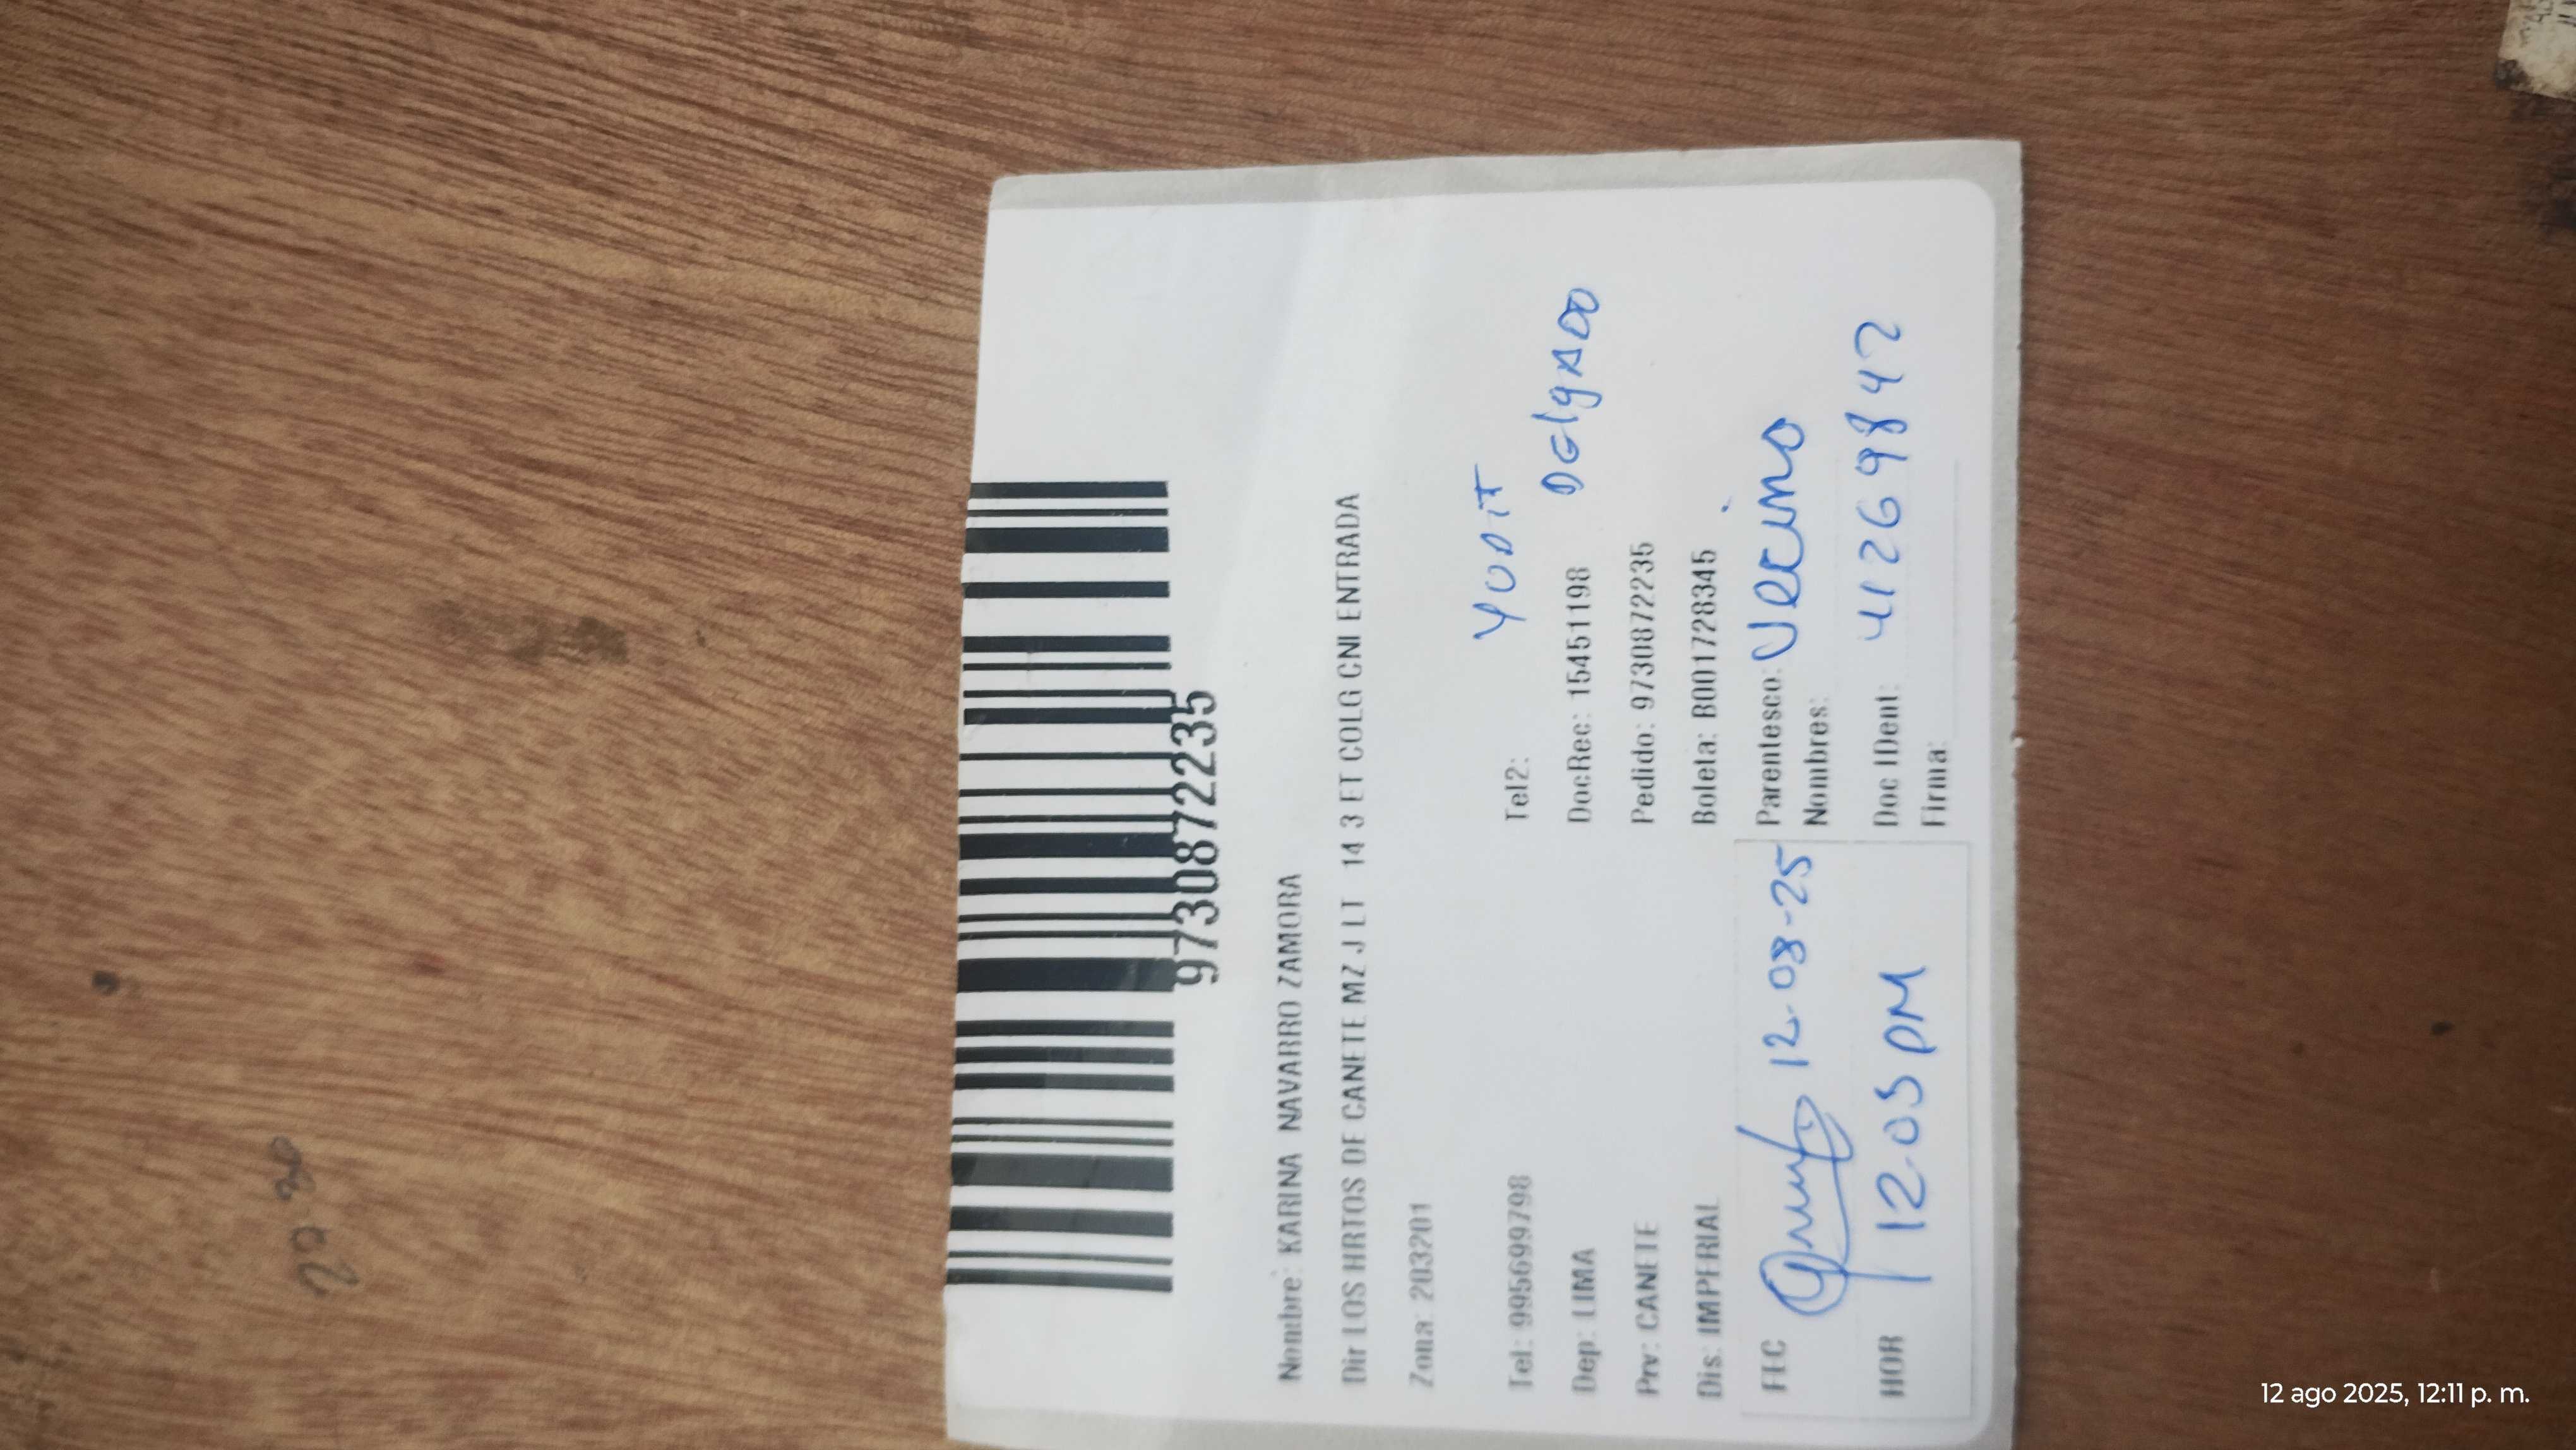 9730872235
Nombre: KARINA NAVARRO ZAMORA
Dir LOS HRTOS DE CANETE MZ J LT 14 3 ET COLG CNI ENTRADA
Zona: 203201
Tel: 995699798 Tel2: YUDIT
Dep: LIMA DocRec: 15451198 DelgADO
Prv: CANETE Pedido: 9730872235
Dis: IMPERIAL Boleta: B001728345
FEC 12-08-25 Parentesco: Vecino
Nombres:
HOR 12-05 PM Doc IDent: 41269842
Firma:
12 ago 2025, 12:11 p. m.